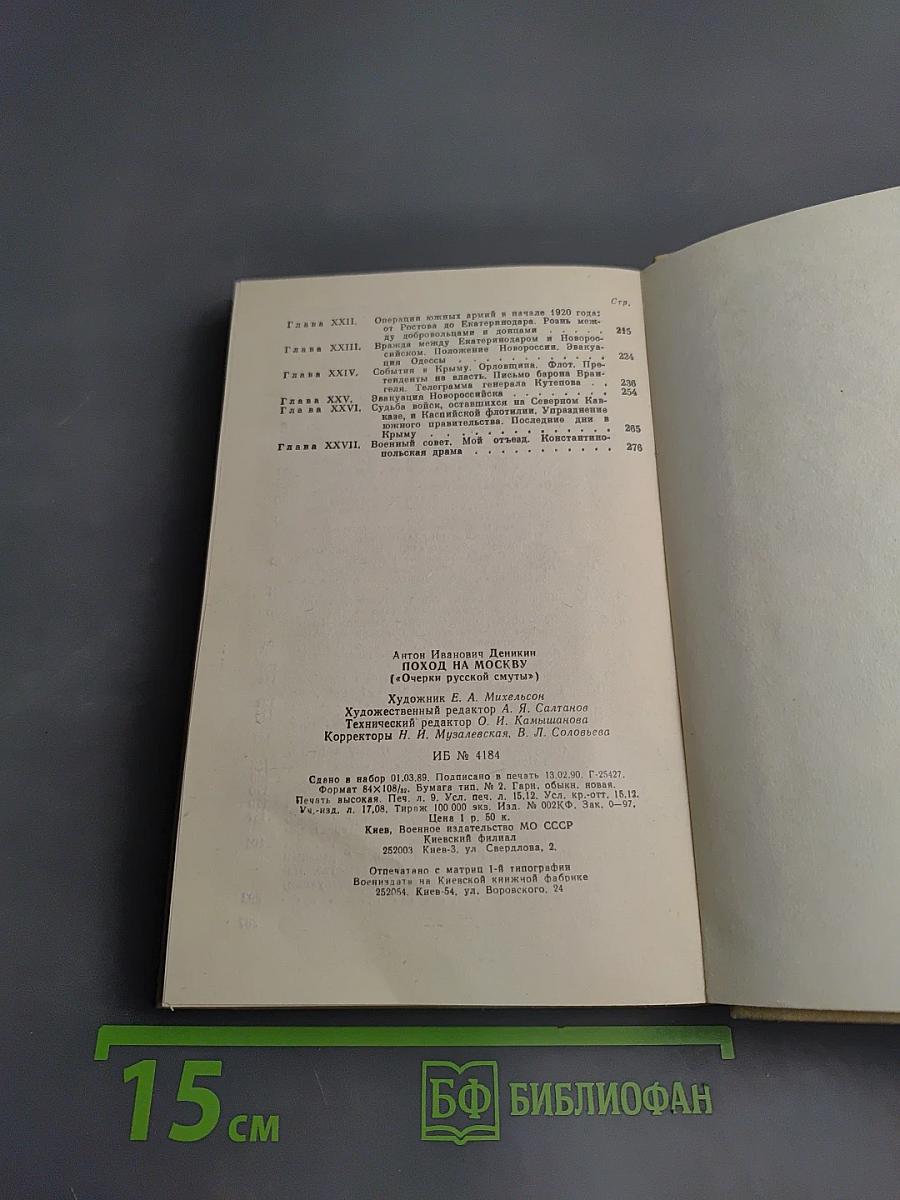 Стр.
Глава XXII. Операции южных армий в начале 1920 года:
от Ростова до Екатеринодара. Рознь меж-
ду добровольцами и донцами . . . . . 215
Глава XXIII. Вражда между Екатеринодаром и Новорос-
сийском. Положение Новороссии. Эвакуа-
ция Одессы . . . . . . . . . . . . 224
Глава XXIV. События в Крыму. Орловщина. Флот. Пре-
тенденты на власть. Письмо барона Вран-
геля. Телеграмма генерала Кутепова . . 236
Глава XXV. Эвакуация Новороссийска . . . . . . . . 254
Глава XXVI. Судьба войск, оставшихся на Северном Кав-
казе, и Каспийской флотилии. Упразднение
южного правительства. Последние дни в
Крыму . . . . . . . . . . . . . . 265
Глава XXVII. Военный совет. Мой отъезд. Константино-
польская драма . . . . . . . . . . . 276
Антон Иванович Деникин
ПОХОД НА МОСКВУ
(«Очерки русской смуты»)
Художник Е. А. Михельсон
Художественный редактор А. Я. Салтанов
Технический редактор О. И. Камышанова
Корректоры Н. И. Музалевская, В. Л. Соловьева
ИБ № 4184
Сдано в набор 01.03.89. Подписано в печать 13.02.90. Г-25427.
Формат 84×108/32. Бумага тип. № 2. Гарн. обыкн. новая.
Печать высокая. Печ. л. 9. Усл. печ. л. 15,12. Усл. кр.-отт. 15,12.
Уч.-изд. л. 17,08. Тираж 100 000 экз. Изд. № 002КФ. Зак. 0—97.
Цена 1 р. 50 к.
Киев, Военное издательство МО СССР
Киевский филиал
252003 Киев-3, ул. Свердлова, 2.
Отпечатано с матриц 1-й типографии
Воениздата на Киевской книжной фабрике
252054. Киев-54, ул. Воровского, 24
15 см
БФ БИБЛИОФАН